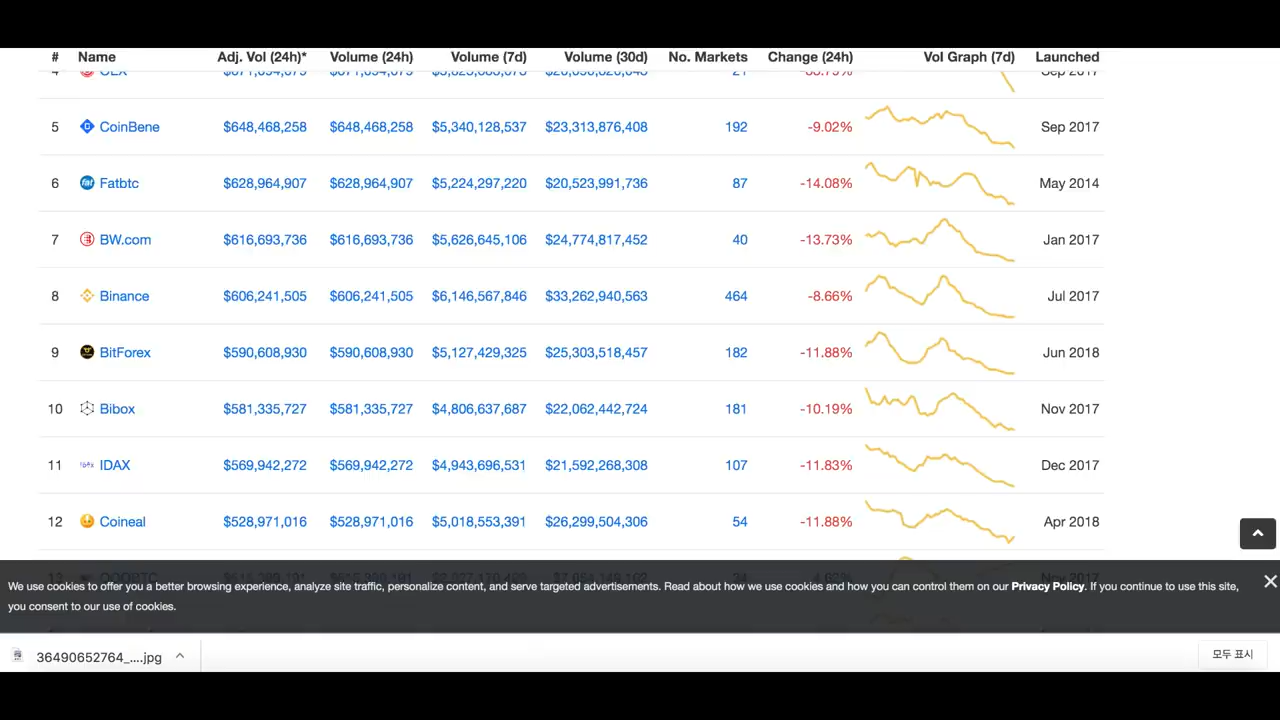 # Name Adj. Vol (24h)* Volume (24h) Volume (7d) Volume (30d) No. Markets Change (24h) Vol Graph (7d) Launched
5 CoinBene $648,468,258 $648,468,258 $5,340,128,537 $23,313,876,408 192 -9.02% Sep 2017
6 Fatbtc $628,964,907 $628,964,907 $5,224,297,220 $20,523,991,736 87 -14.08% May 2014
7 BW.com $616,693,736 $616,693,736 $5,626,645,106 $24,774,817,452 40 -13.73% Jan 2017
8 Binance $606,241,505 $606,241,505 $6,146,567,846 $33,262,940,563 464 -8.66% Jul 2017
9 BitForex $590,608,930 $590,608,930 $5,127,429,325 $25,303,518,457 182 -11.88% Jun 2018
10 Bibox $581,335,727 $581,335,727 $4,806,637,687 $22,062,442,724 181 -10.19% Nov 2017
11 IDAX $569,942,272 $569,942,272 $4,943,696,531 $21,592,268,308 107 -11.83% Dec 2017
12 Coineal $528,971,016 $528,971,016 $5,018,553,391 $26,299,504,306 54 -11.88% Apr 2018
We use cookies to offer you a better browsing experience, analyze site traffic, personalize content, and serve targeted advertisements. Read about how we use cookies and how you can control them on our Privacy Policy. If you continue to use this site,
you consent to our use of cookies.
36490652764_....jpg
모두 표시